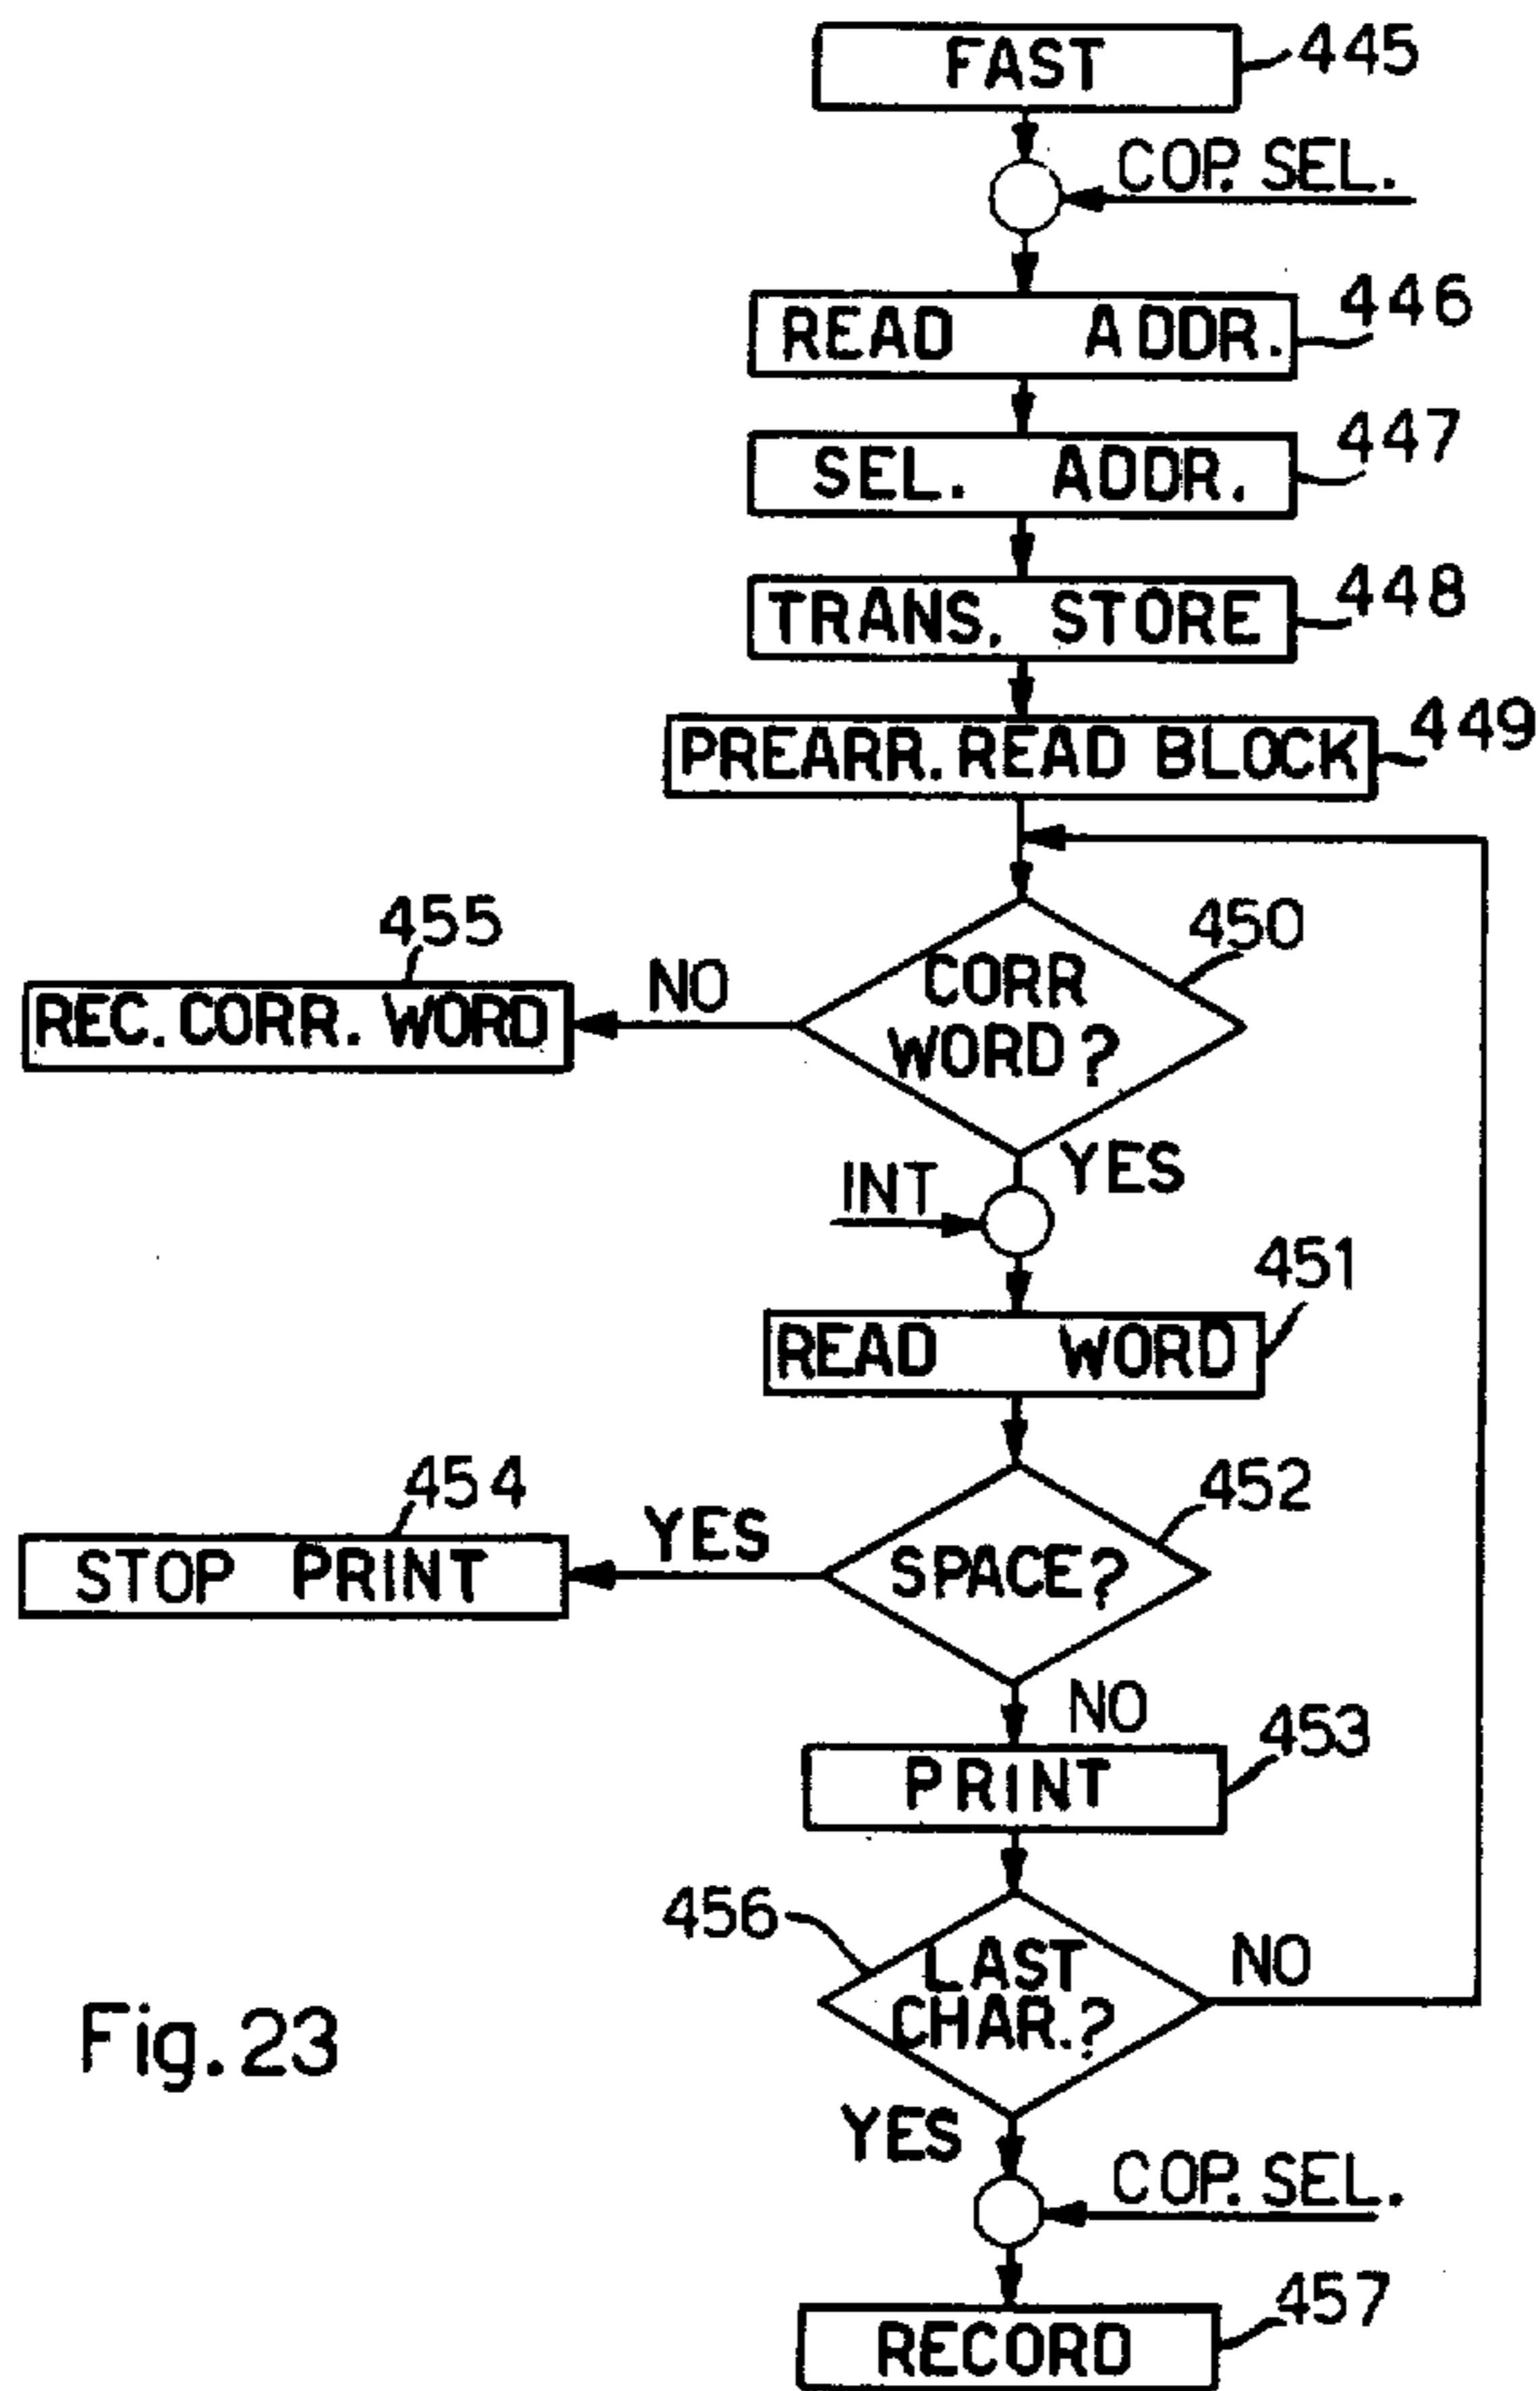 FAST
445
COP. SEL.
READ ADDR.
446
SEL. ADDR.
447
TRANS. STORE
448
PREARR. READ BLOCK
449
455
450
REC. CORR. WORD
NO
CORR
WORD?
YES
INT
451
READ WORD
454
452
STOP PRINT
YES
SPACE?
NO
453
PRINT
456
LAST
CHAR.?
NO
Fig. 23
YES
COP. SEL.
457
RECORD